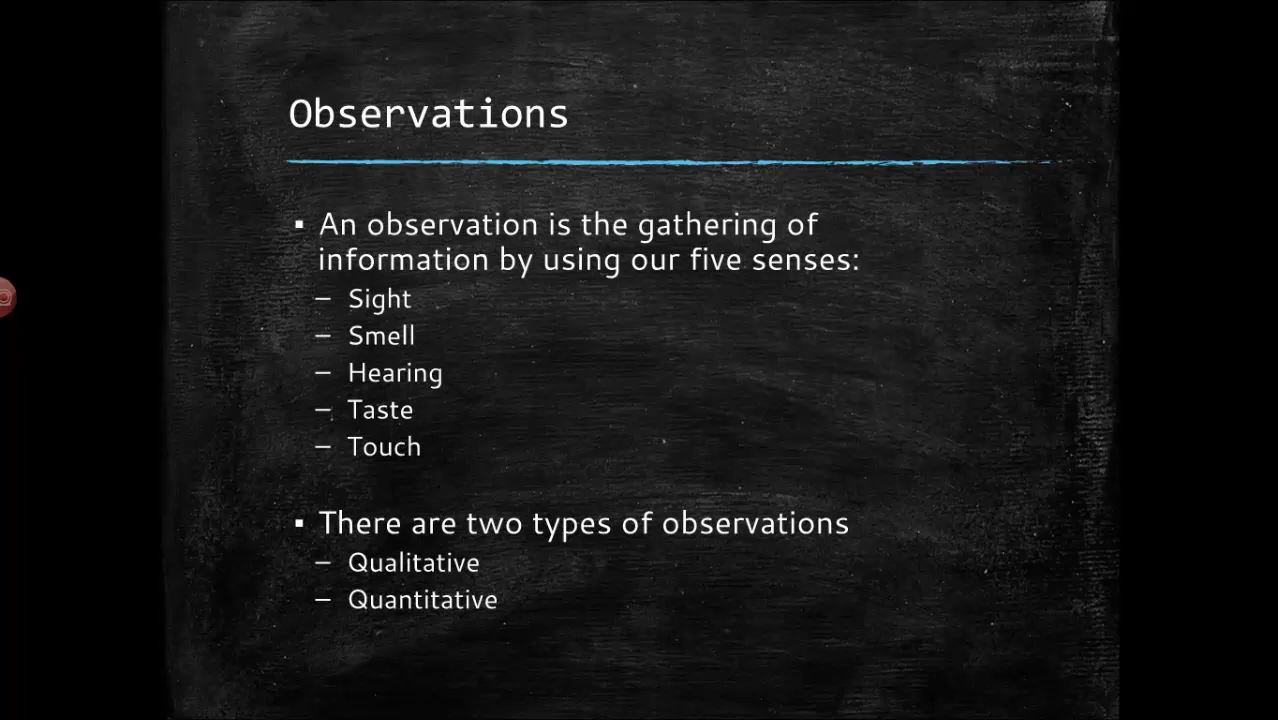 Observations
▪ An observation is the gathering of
information by using our five senses:
– Sight
– Smell
– Hearing
– Taste
– Touch
▪ There are two types of observations
– Qualitative
– Quantitative